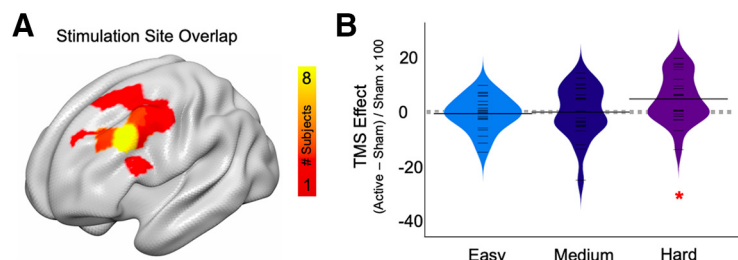 A
Stimulation Site Overlap
8
# Subjects
1
B
TMS Effect
(Active – Sham) / Sham x 100
20
0
-20
-40
*
Easy
Medium
Hard